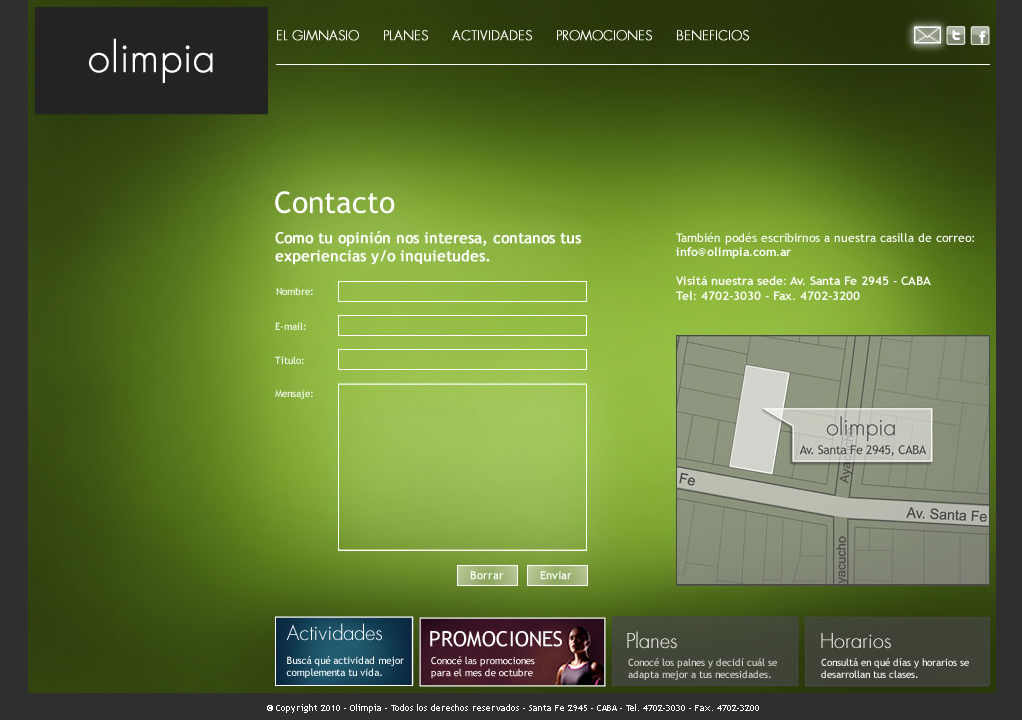 olimpia
EL GIMNASIO PLANES ACTIVIDADES PROMOCIONES BENEFICIOS
Contacto
Como tu opinión nos interesa, contanos tus
experiencias y/o inquietudes.
Nombre:
E-mail:
Título:
Mensaje:
Borrar Enviar
También podés escribirnos a nuestra casilla de correo:
info@olimpia.com.ar
Visitá nuestra sede: Av. Santa Fe 2945 - CABA
Tel: 4702-3030 - Fax. 4702-3200
olimpia
Av. Santa Fe 2945, CABA
Ayacucho
Fe
Av. Santa Fe
yacucho
Actividades
Buscá qué actividad mejor
complementa tu vida.
PROMOCIONES
Conocé las promociones
para el mes de octubre
Planes
Conocé los palnes y decidí cuál se
adapta mejor a tus necesidades.
Horarios
Consultá en qué días y horarios se
desarrollan tus clases.
© Copyright 2010 - Olimpia - Todos los derechos reservados - Santa Fe 2945 - CABA - Tel. 4702-3030 - Fax. 4702-3200